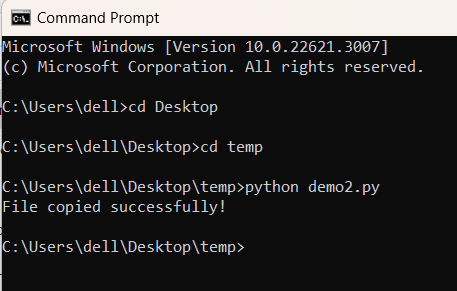 Command Prompt
Microsoft Windows [Version 10.0.22621.3007]
(c) Microsoft Corporation. All rights reserved.
C:\Users\dell>cd Desktop
C:\Users\dell\Desktop>cd temp
C:\Users\dell\Desktop\temp>python demo2.py
File copied successfully!
C:\Users\dell\Desktop\temp>